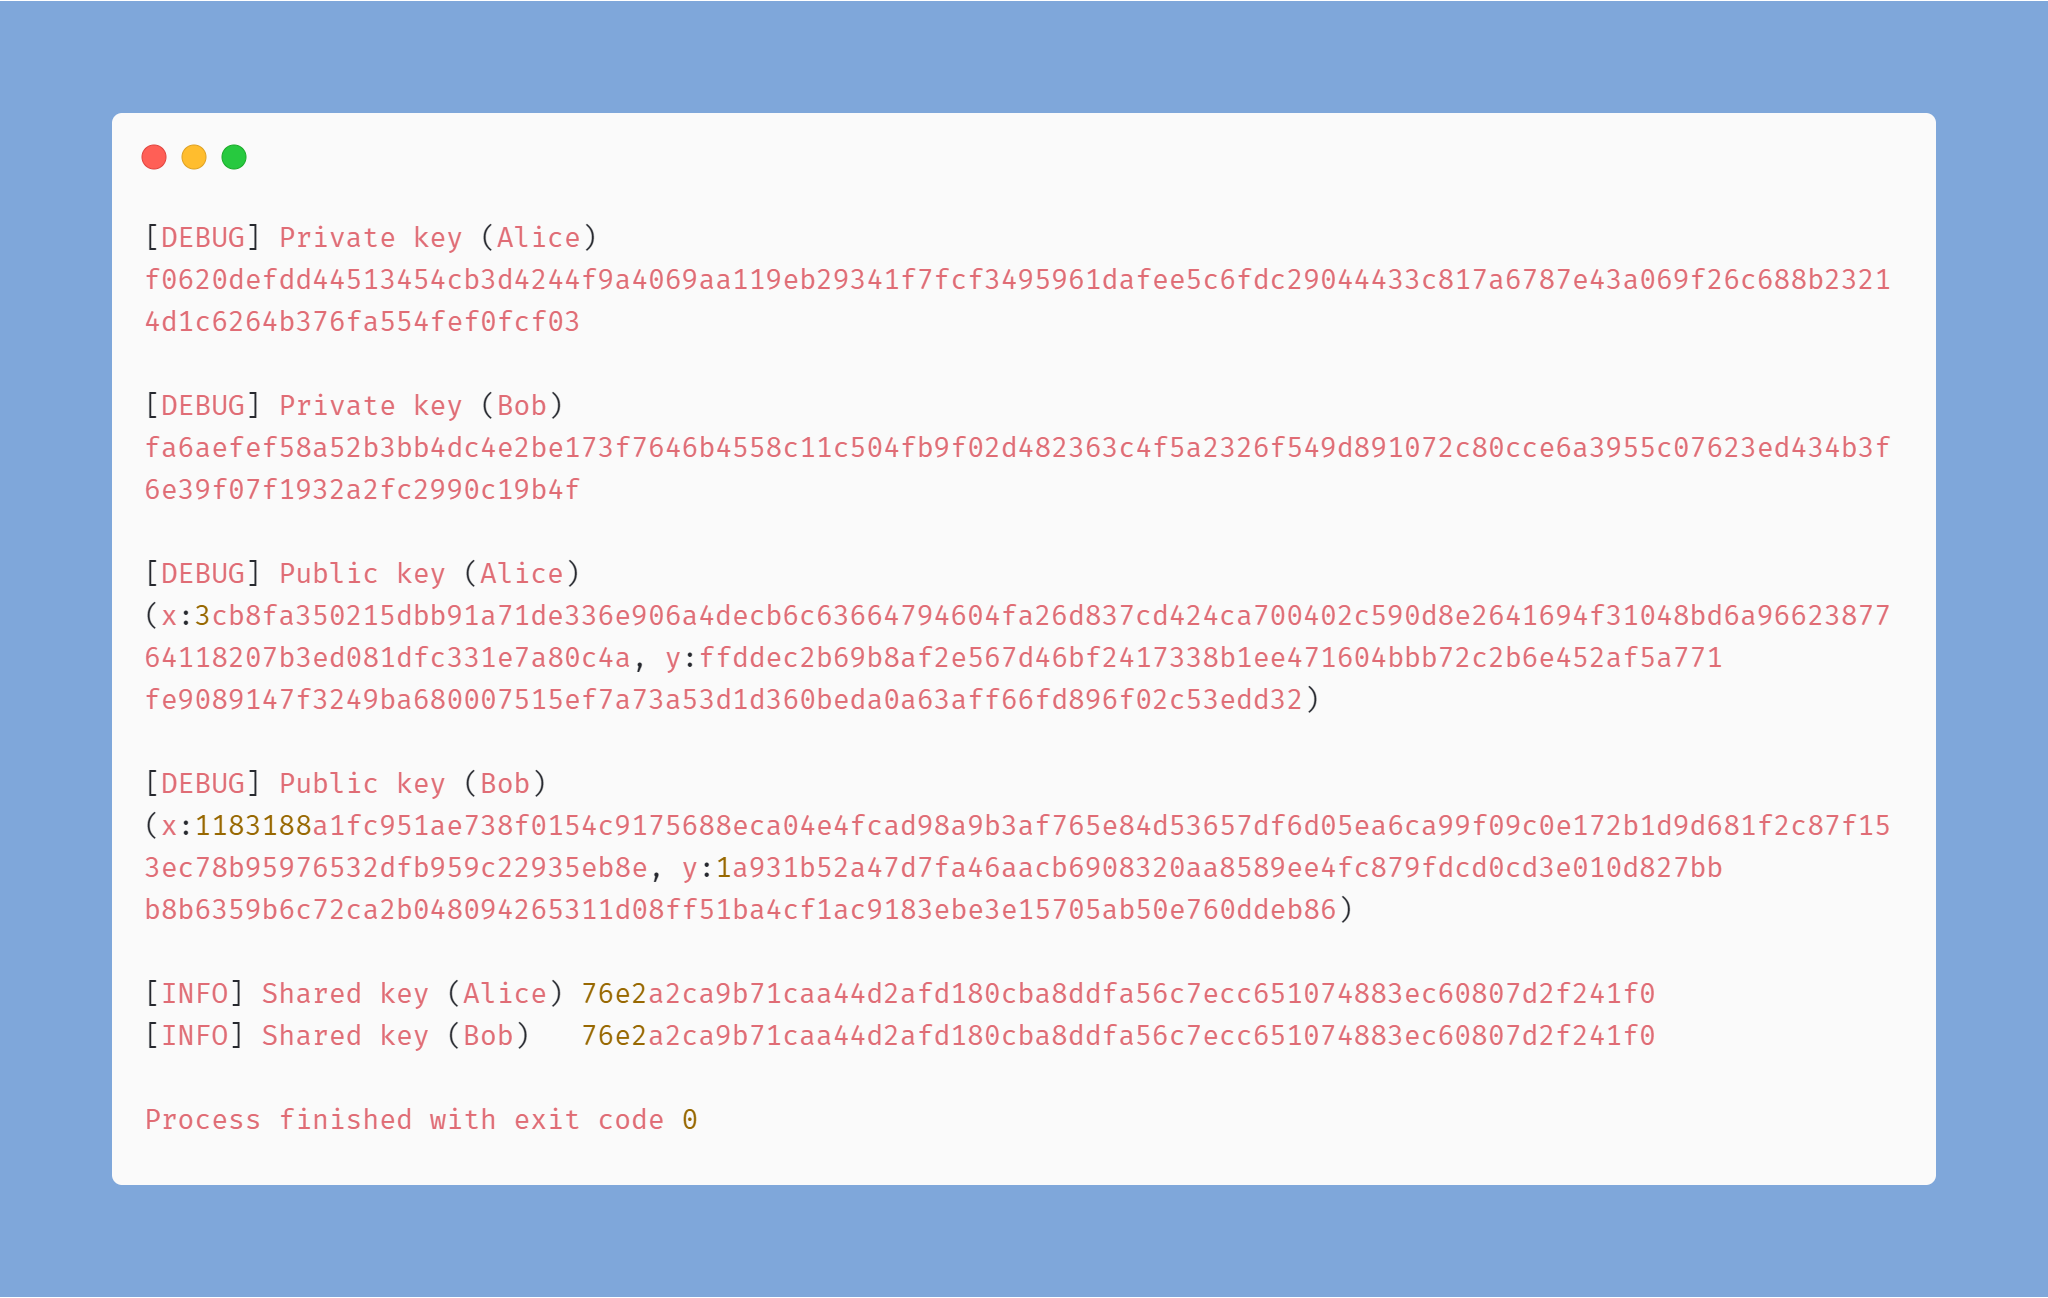 [DEBUG] Private key (Alice)
f0620defdd44513454cb3d4244f9a4069aa119eb29341f7fcf3495961dafee5c6fdc29044433c817a6787e43a069f26c688b2321
4d1c6264b376fa554fef0fcf03
[DEBUG] Private key (Bob)
fa6aefef58a52b3bb4dc4e2be173f7646b4558c11c504fb9f02d482363c4f5a2326f549d891072c80cce6a3955c07623ed434b3f
6e39f07f1932a2fc2990c19b4f
[DEBUG] Public key (Alice)
(x:3cb8fa350215dbb91a71de336e906a4decb6c63664794604fa26d837cd424ca700402c590d8e2641694f31048bd6a96623877
64118207b3ed081dfc331e7a80c4a, y:ffddec2b69b8af2e567d46bf2417338b1ee471604bbb72c2b6e452af5a771
fe9089147f3249ba680007515ef7a73a53d1d360beda0a63aff66fd896f02c53edd32)
[DEBUG] Public key (Bob)
(x:1183188a1fc951ae738f0154c9175688eca04e4fcad98a9b3af765e84d53657df6d05ea6ca99f09c0e172b1d9d681f2c87f15
3ec78b95976532dfb959c22935eb8e, y:1a931b52a47d7fa46aacb6908320aa8589ee4fc879fdcd0cd3e010d827bb
b8b6359b6c72ca2b048094265311d08ff51ba4cf1ac9183ebe3e15705ab50e760ddeb86)
[INFO] Shared key (Alice) 76e2a2ca9b71caa44d2afd180cba8ddfa56c7ecc651074883ec60807d2f241f0
[INFO] Shared key (Bob)   76e2a2ca9b71caa44d2afd180cba8ddfa56c7ecc651074883ec60807d2f241f0
Process finished with exit code 0